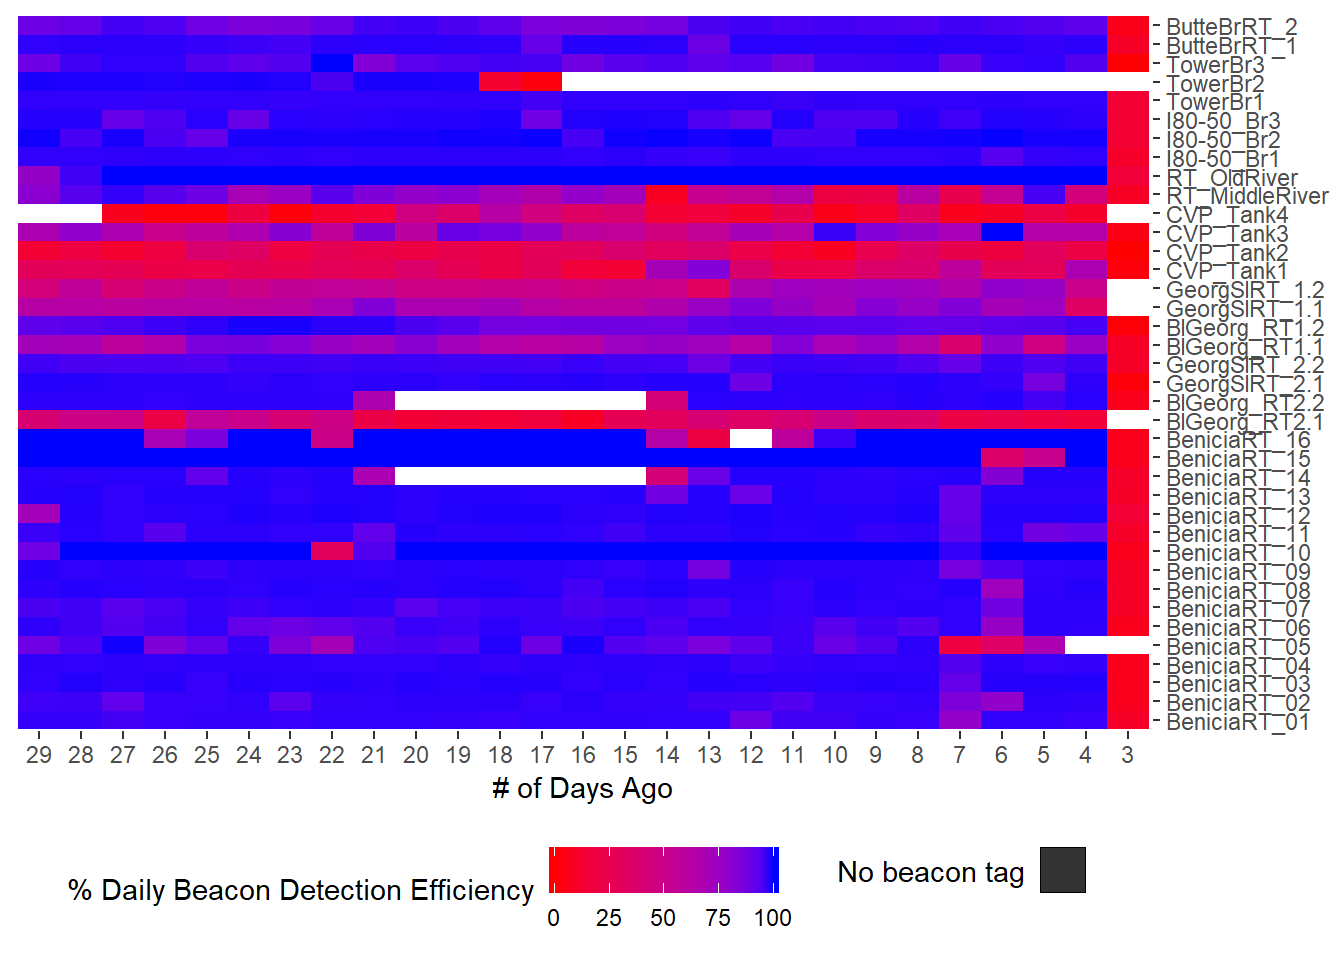 ButteBrRT_2
ButteBrRT_1
TowerBr3
TowerBr2
TowerBr1
I80-50_Br3
I80-50_Br2
I80-50_Br1
RT_OldRiver
RT_MiddleRiver
CVP_Tank4
CVP_Tank3
CVP_Tank2
CVP_Tank1
GeorgSlRT_1.2
GeorgSlRT_1.1
BlGeorg_RT1.2
BlGeorg_RT1.1
GeorgSlRT_2.2
GeorgSlRT_2.1
BlGeorg_RT2.2
BlGeorg_RT2.1
BeniciaRT_16
BeniciaRT_15
BeniciaRT_14
BeniciaRT_13
BeniciaRT_12
BeniciaRT_11
BeniciaRT_10
BeniciaRT_09
BeniciaRT_08
BeniciaRT_07
BeniciaRT_06
BeniciaRT_05
BeniciaRT_04
BeniciaRT_03
BeniciaRT_02
BeniciaRT_01
29 28 27 26 25 24 23 22 21 20 19 18 17 16 15 14 13 12 11 10 9 8 7 6 5 4 3
# of Days Ago
% Daily Beacon Detection Efficiency
0 25 50 75 100
No beacon tag